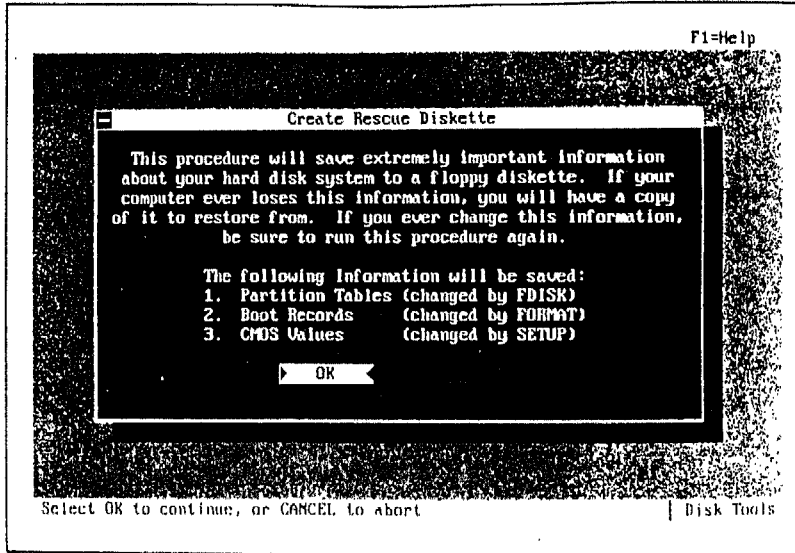 F1=Help
Create Rescue Diskette
This procedure will save extremely important information
about your hard disk system to a floppy diskette. If your
computer ever loses this information, you will have a copy
of it to restore from. If you ever change this information,
be sure to run this procedure again.
The following Information will be saved:
1. Partition Tables (changed by FDISK)
2. Boot Records (changed by FORMAT)
3. CMOS Values (changed by SETUP)
OK
Select OK to continue, or CANCEL to abort
Disk Tools